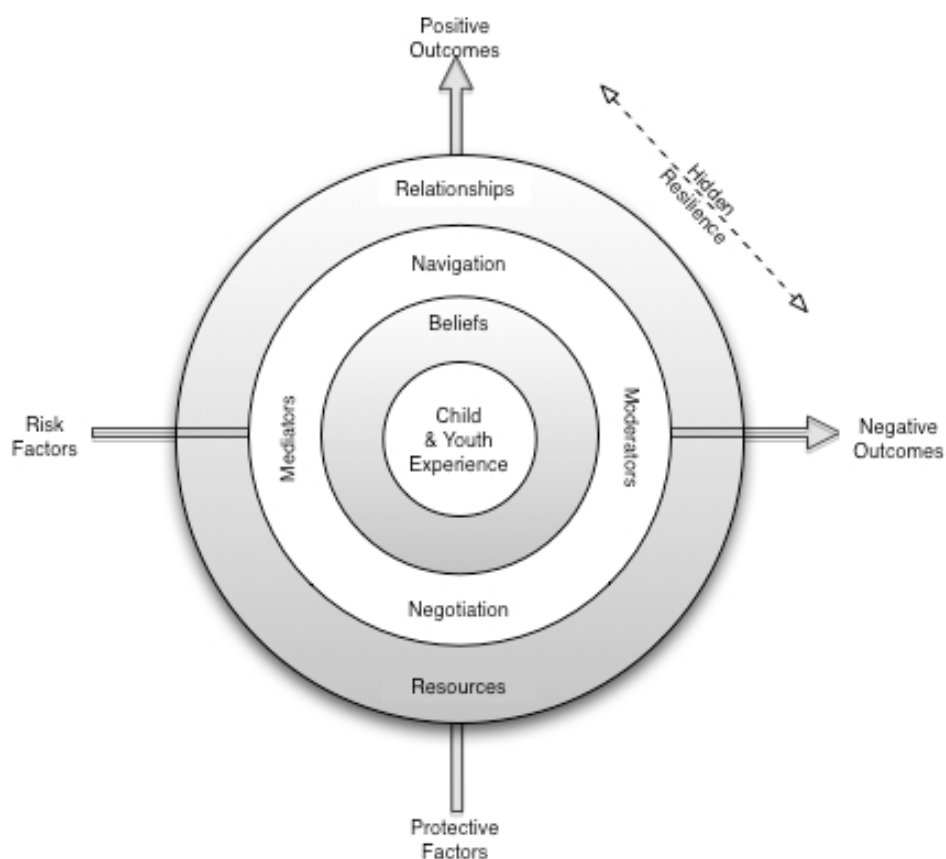 Positive
Outcomes
Hidden
Resilience
Relationships
Navigation
Beliefs
Risk
Factors
Mediators
Child
& Youth
Experience
Moderators
Negative
Outcomes
Negotiation
Resources
Protective
Factors